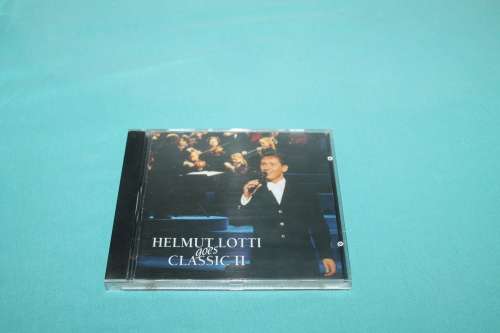 HELMUT LOTTI
goes
CLASSIC II